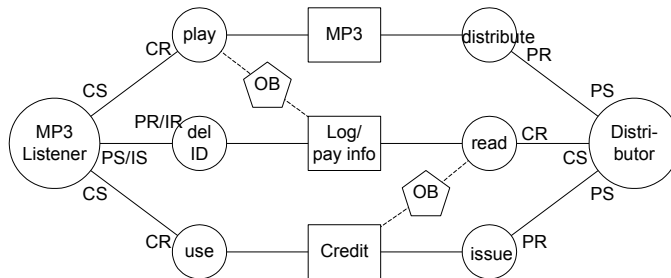 play
MP3
distribute
CR
PR
OB
CS
PS
MP3
Listener
PR/IR
del
ID
Log/
pay info
read
CR
Distri-
butor
PS/IS
CS
CS
OB
PS
CR
use
Credit
issue
PR